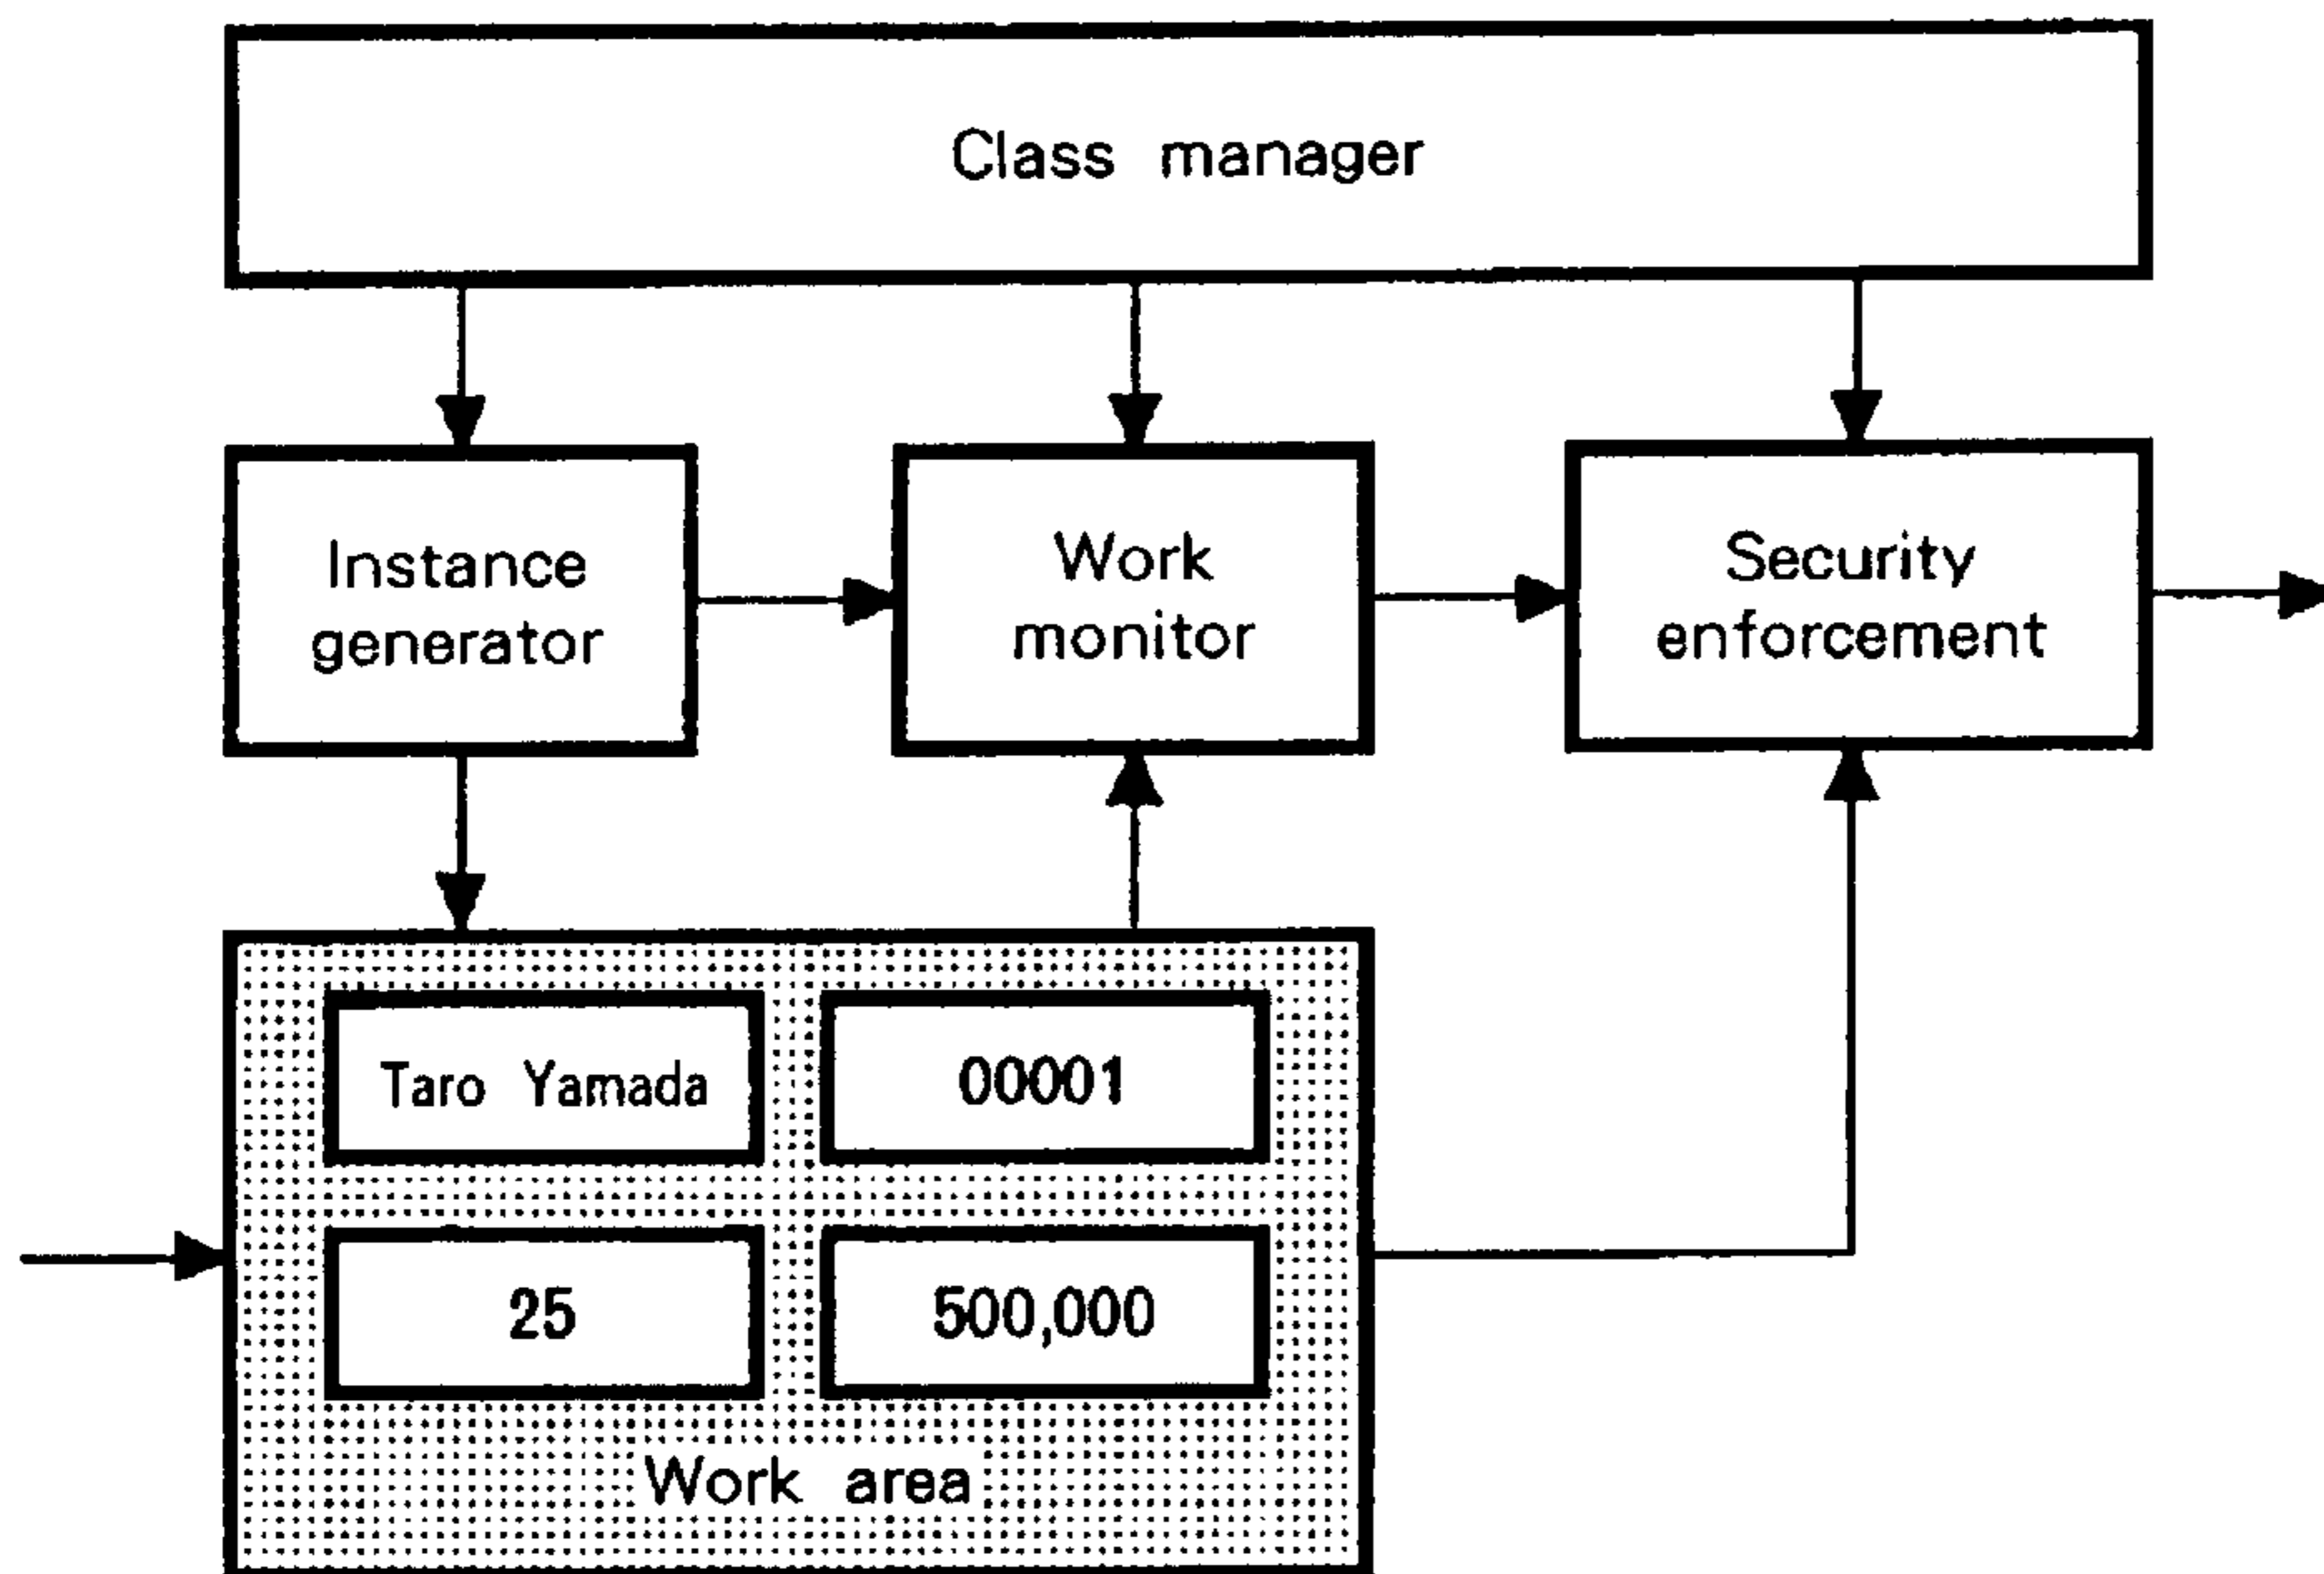 Class manager
Instance
generator
Work
monitor
Security
enforcement
Taro Yamada
00001
25
500,000
Work area